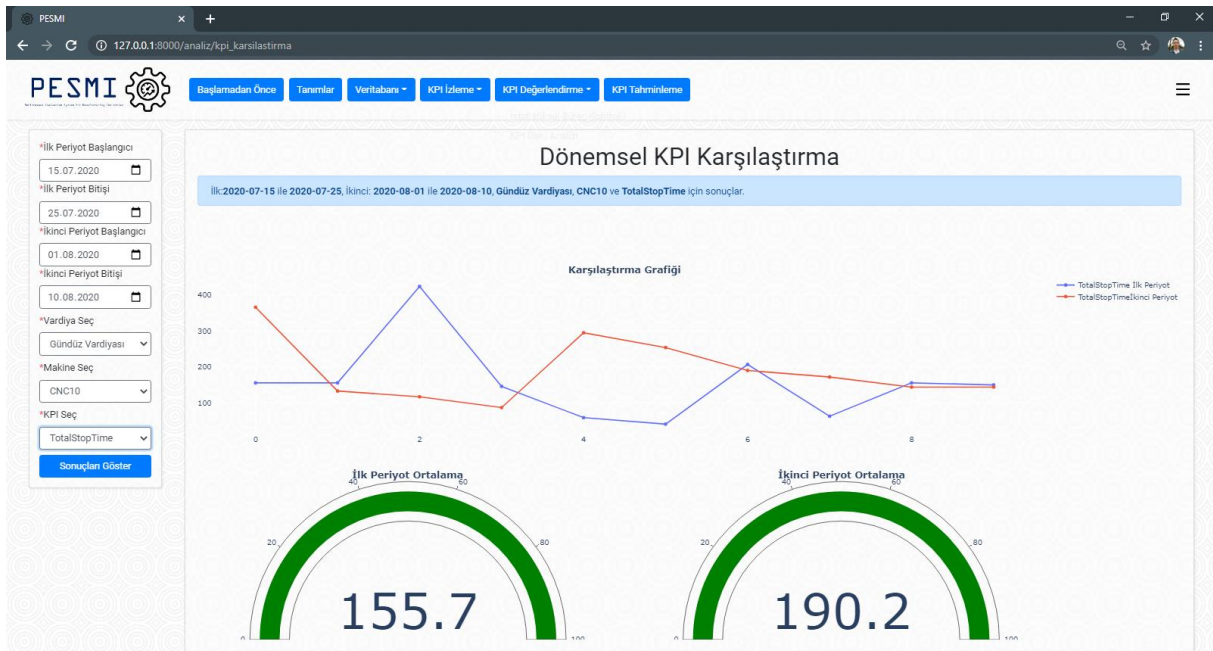 PESMI
127.0.0.1:8000/analiz/kpi_karsilastirma
PESMI
Başlamadan Önce Tanımlar Veritabanı KPI İzleme KPI Değerlendirme KPI Tahminleme
*İlk Periyot Başlangıcı
15.07.2020
*İlk Periyot Bitişi
25.07.2020
*İkinci Periyot Başlangıcı
01.08.2020
*İkinci Periyot Bitişi
10.08.2020
*Vardiya Seç
Gündüz Vardiyası
*Makine Seç
CNC10
*KPI Seç
TotalStopTime
Sonuçları Göster
Dönemsel KPI Karşılaştırma
İlk:2020-07-15 ile 2020-07-25, İkinci: 2020-08-01 ile 2020-08-10, Gündüz Vardiyası, CNC10 ve TotalStopTime için sonuçlar.
Karşılaştırma Grafiği
TotalStopTime İlk Periyot
TotalStopTimeİkinci Periyot
400
300
200
100
0 2 4 6 8
İlk Periyot Ortalama
0 20 40 60 80 100
155.7
İkinci Periyot Ortalama
0 20 40 60 80 100
190.2